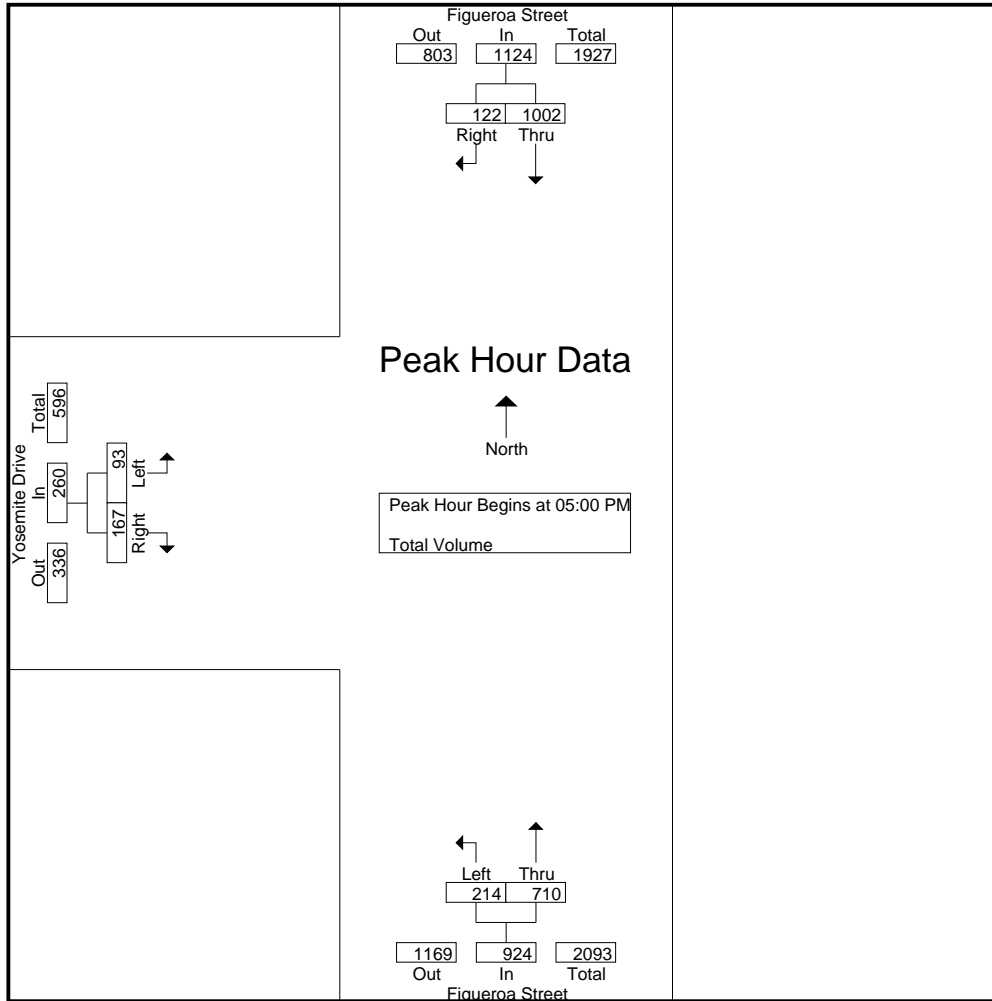 Figueroa Street
Out In Total
803 1124 1927
122 1002
Right Thru
Peak Hour Data
North
Peak Hour Begins at 05:00 PM
Total Volume
Yosemite Drive
Out In Total
336 260 596
Right Left
167 93
Left Thru
214 710
1169 924 2093
Out In Total
Figueroa Street